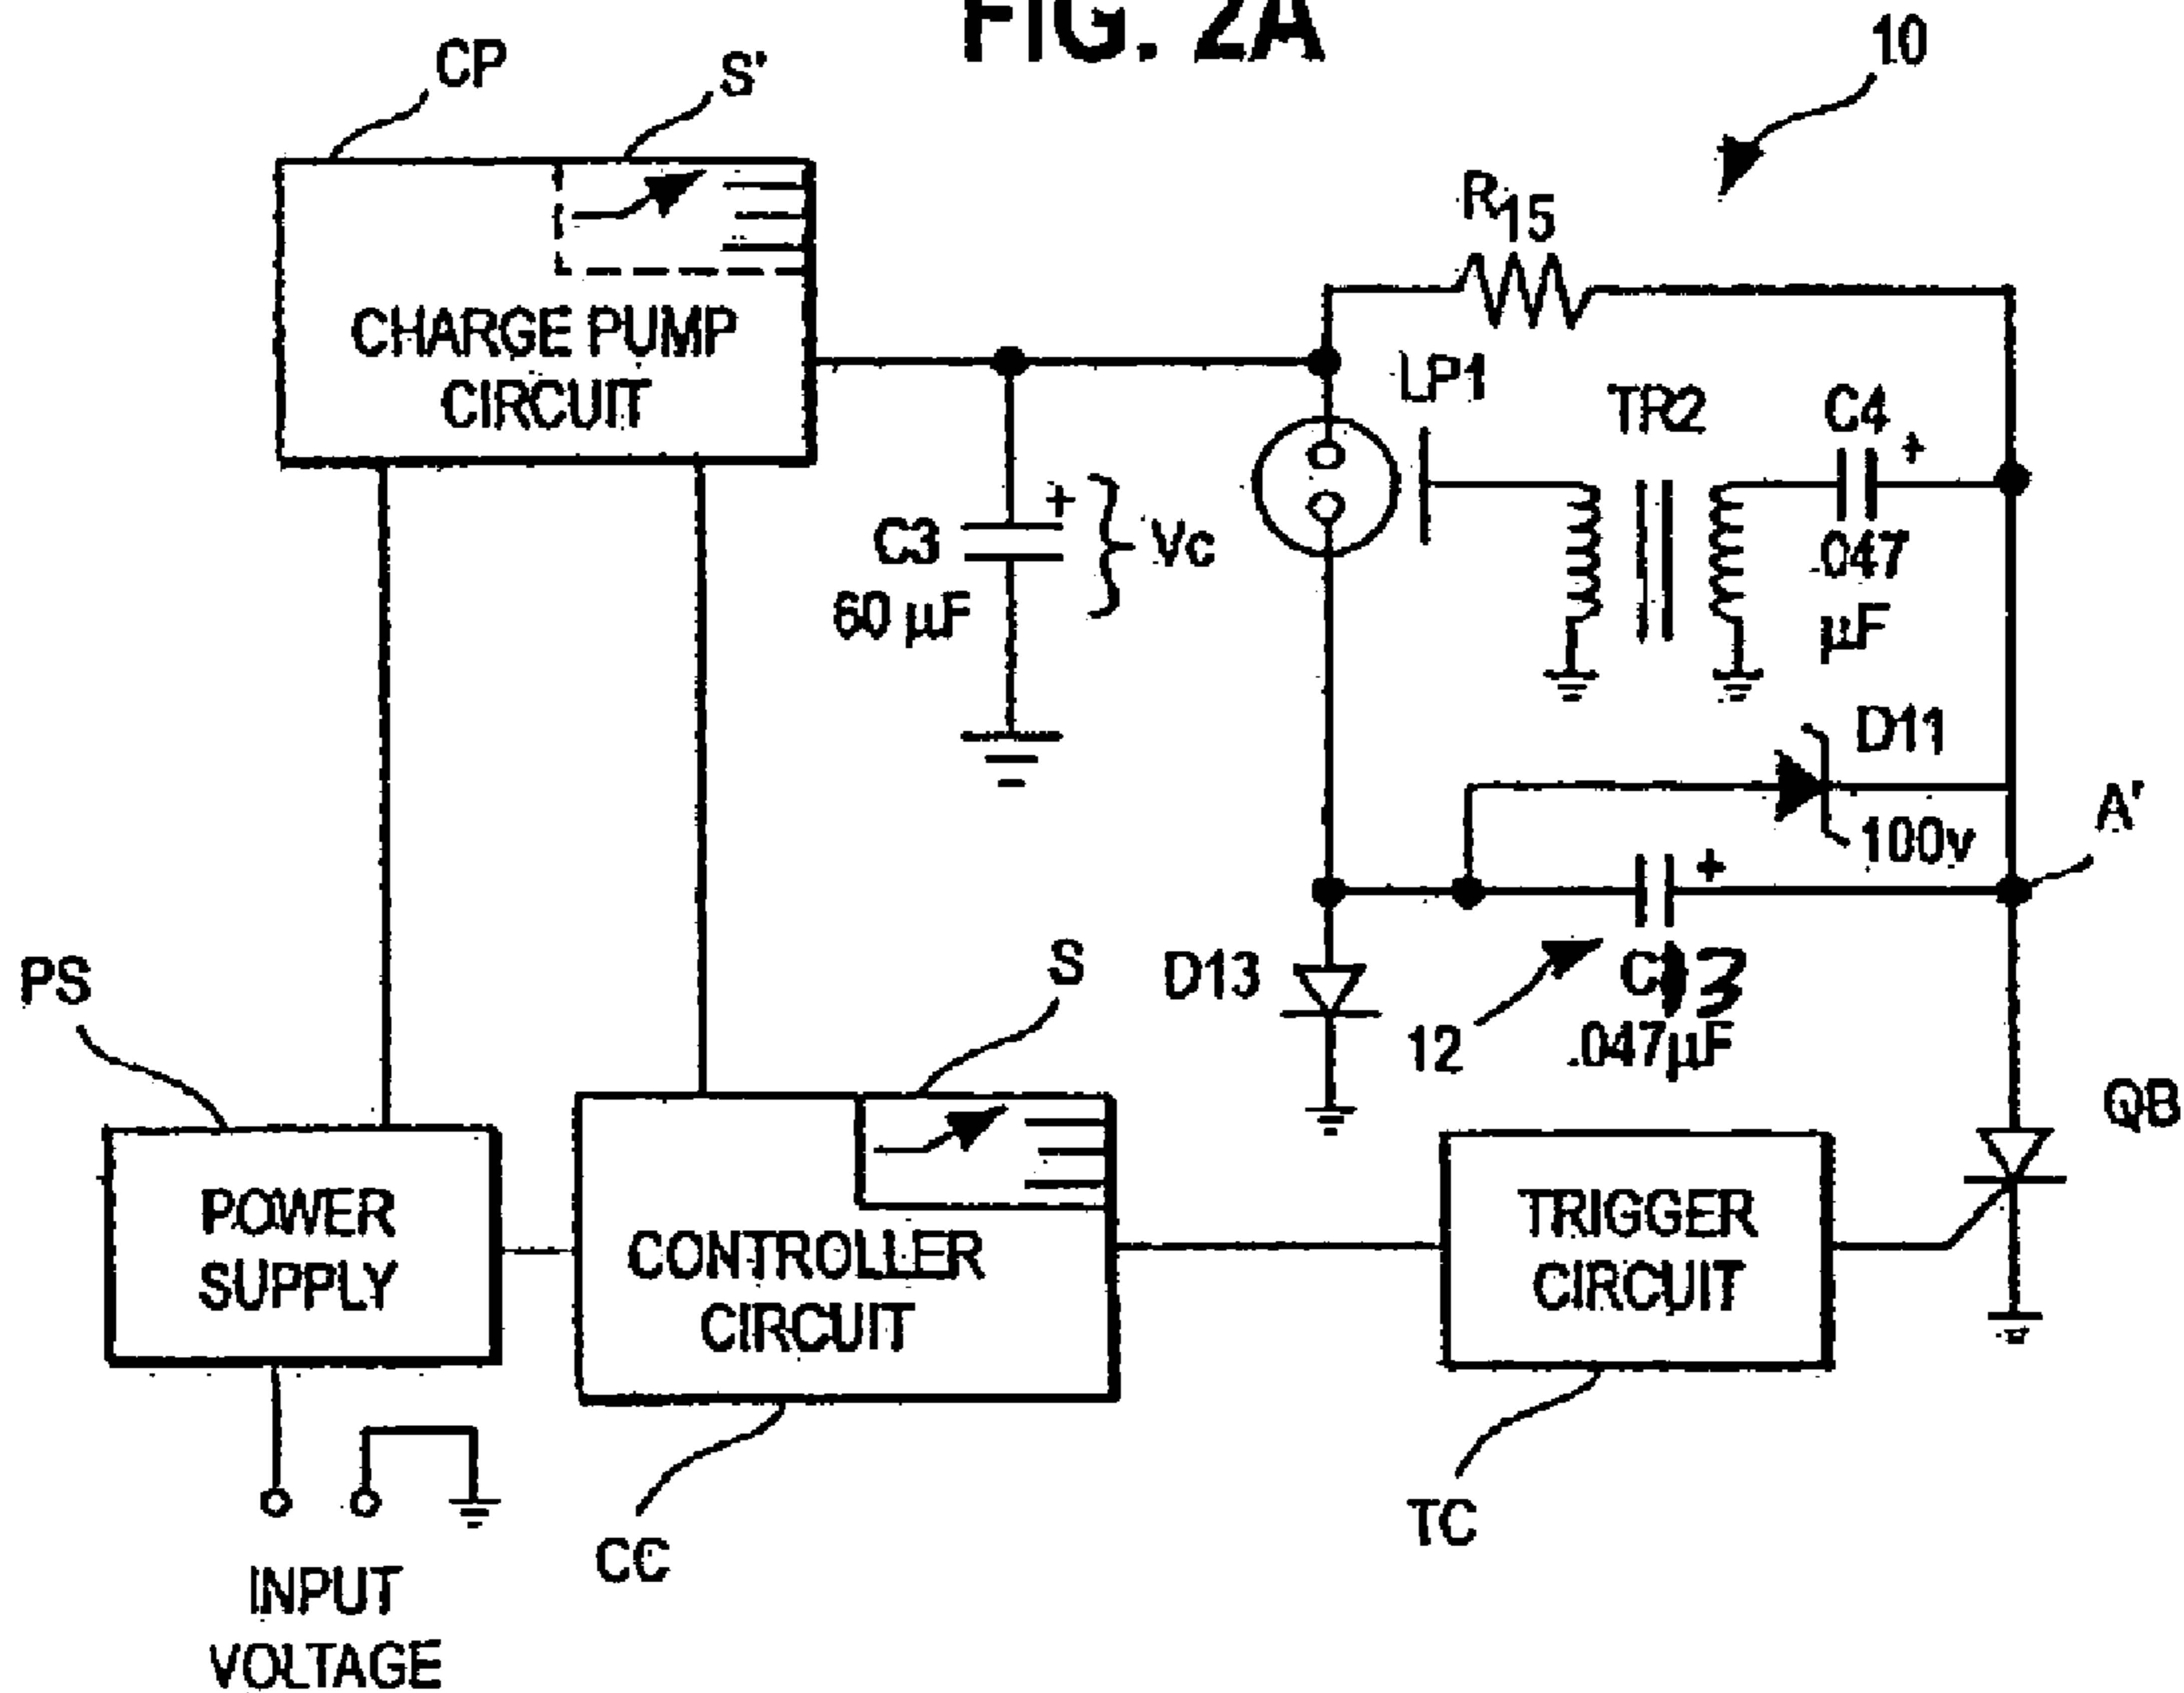 FIG. 2A
CP
S'
10
R15
CHARGE PUMP
CIRCUIT
LP1
TR2
C4
+
.047
µF
C3
60 µF
+
Vc
D11
100v
A'
+
C13
.047µF
12
D13
S
PS
QB
POWER
SUPPLY
CONTROLLER
CIRCUIT
TRIGGER
CIRCUIT
CC
TC
INPUT
VOLTAGE